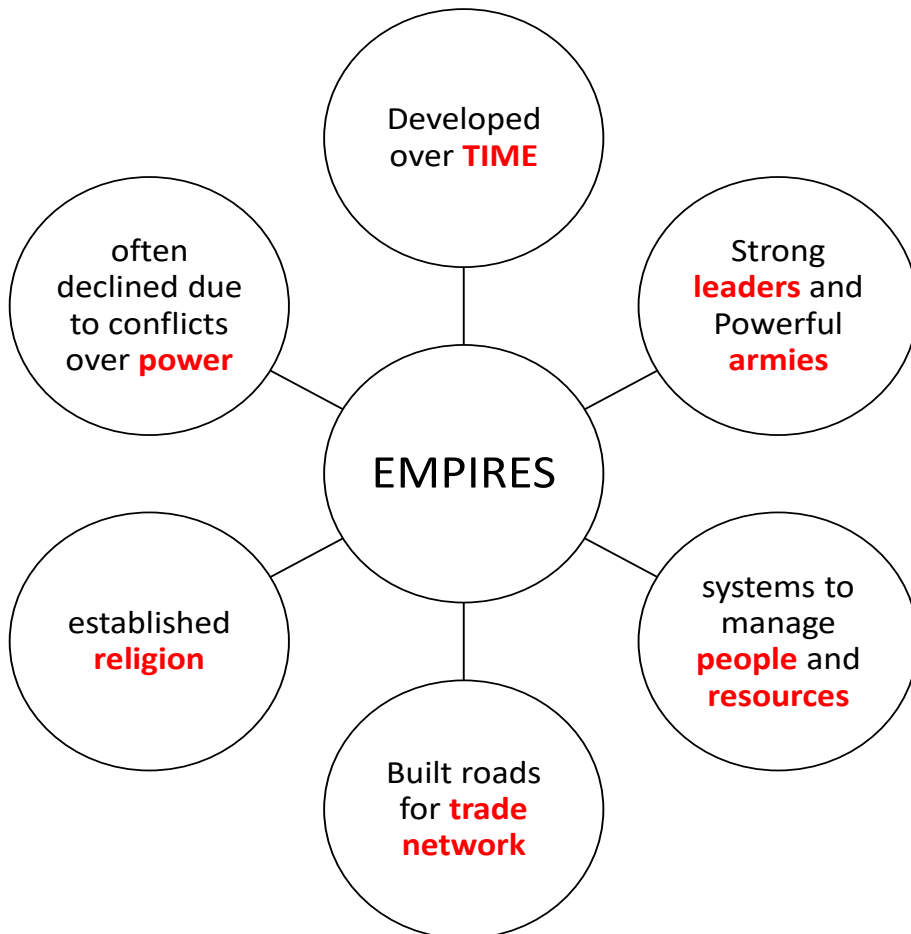 Developed
over TIME
Strong
leaders and
Powerful
armies
systems to
manage
people and
resources
Built roads
for trade
network
established
religion
often
declined due
to conflicts
over power
EMPIRES